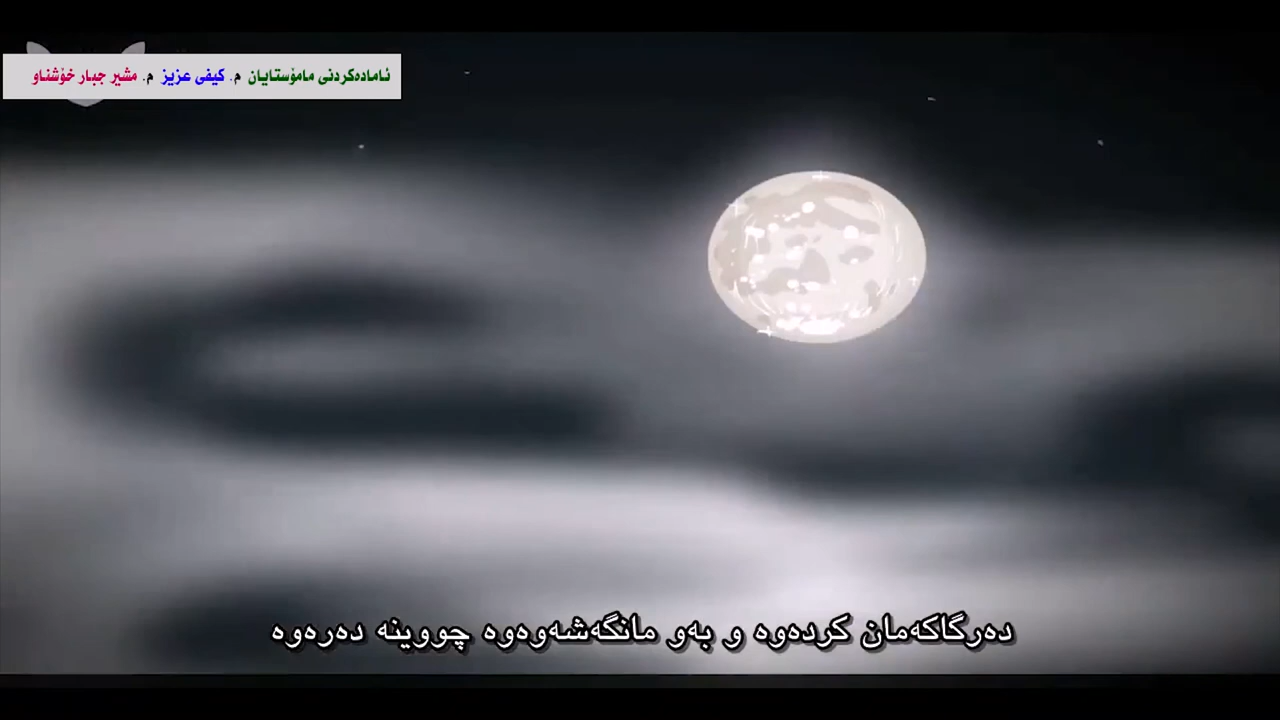 ئامادەکردنی مامۆستایان م. کیفی عزیز م. مشیر جبار خۆشناو
دەرگاکەمان کردەوە و بەو مانگەشەوەوە چووینە دەرەوە